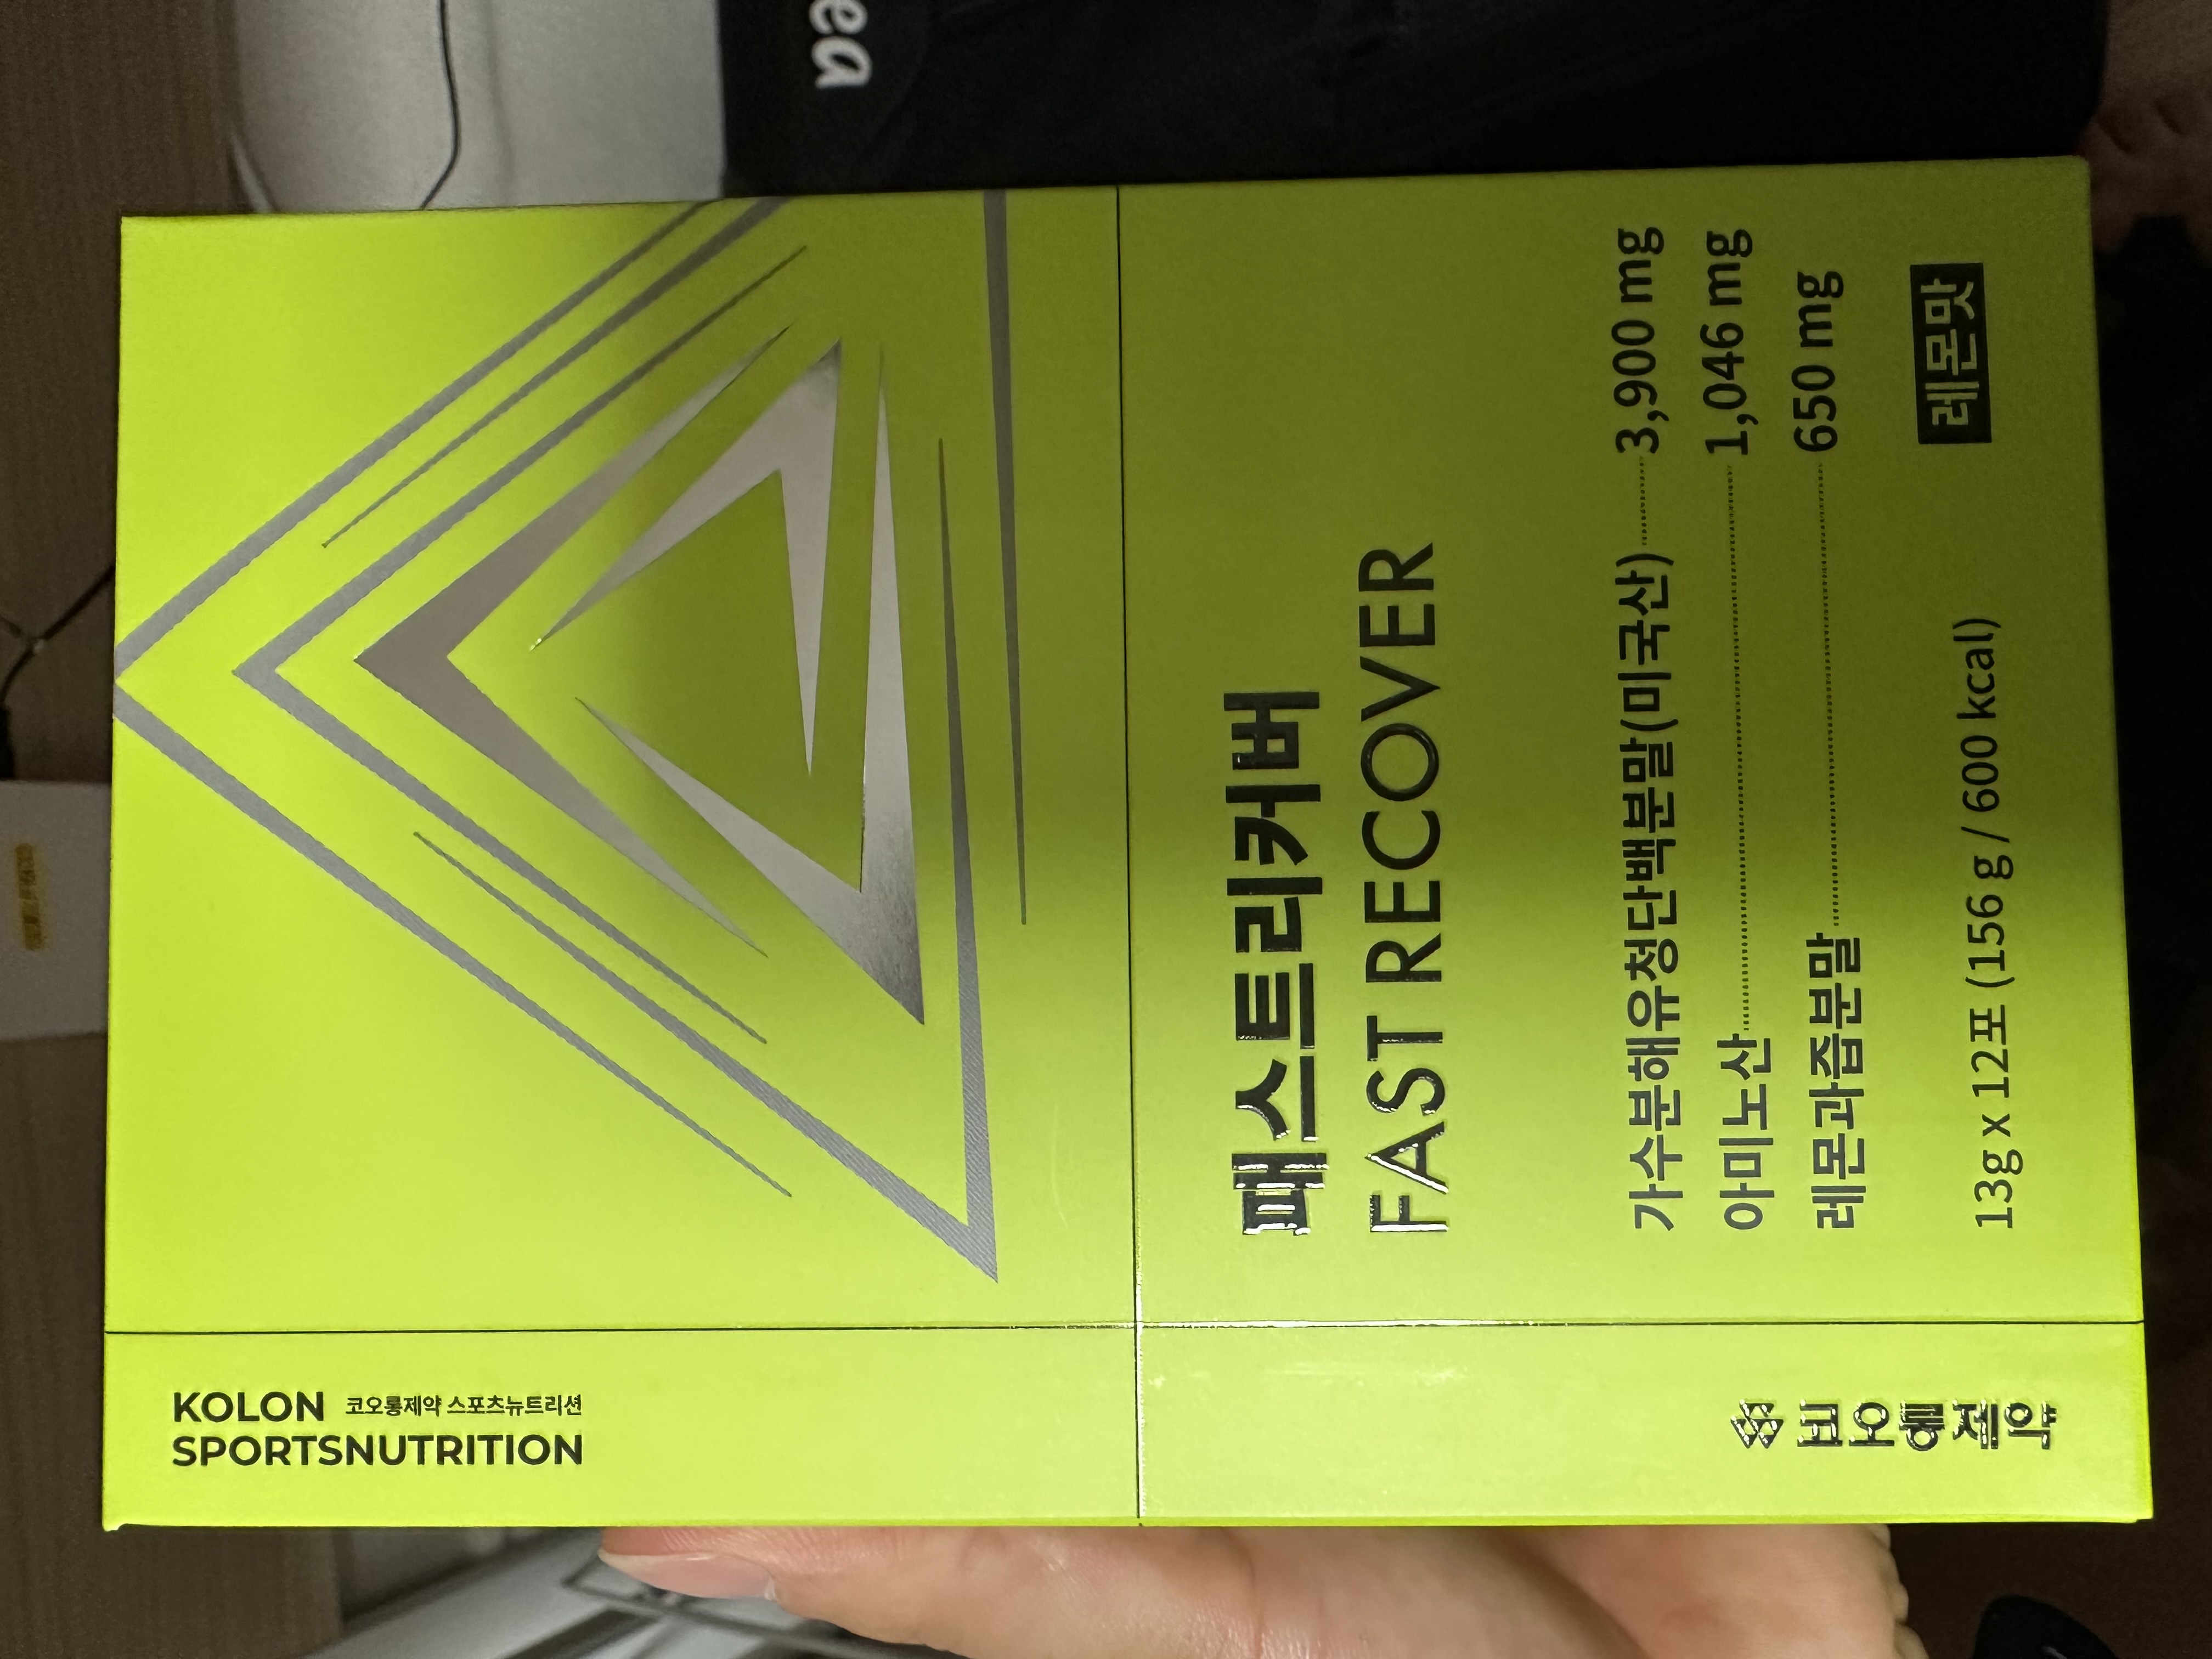 ea
패스트리커버
FAST RECOVER
가수분해유청단백분말(미국산) 3,900 mg
아미노산 1,046 mg
레몬과즙분말 650 mg
13g x 12포 (156 g / 600 kcal)
레몬맛
KOLON 코오롱제약 스포츠뉴트리션
SPORTSNUTRITION
코오롱제약